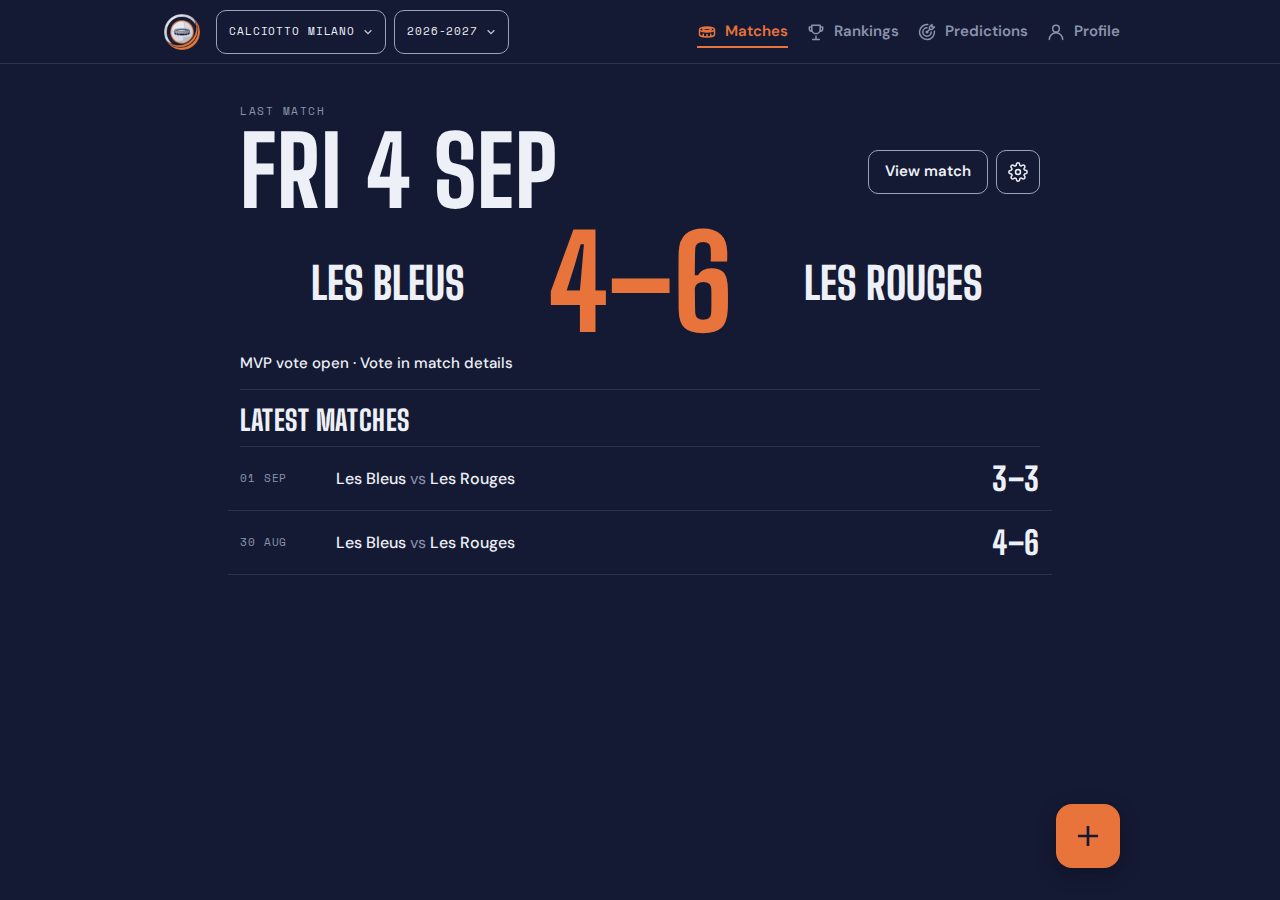 CALCIOTTO MILANO
2026-2027
Matches
Rankings
Predictions
Profile
LAST MATCH
FRI 4 SEP
View match
LES BLEUS
4–6
LES ROUGES
MVP vote open · Vote in match details
LATEST MATCHES
01 SEP
Les Bleus vs Les Rouges
3–3
30 AUG
Les Bleus vs Les Rouges
4–6